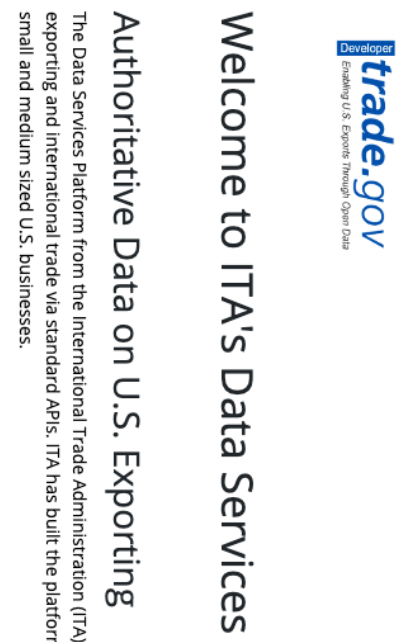 Developer
trade.gov
Enabling U.S. Exports Through Open Data
Welcome to ITA's Data Services
Authoritative Data on U.S. Exporting
The Data Services Platform from the International Trade Administration (ITA)
exporting and international trade via standard APIs. ITA has built the platfor
small and medium sized U.S. businesses.